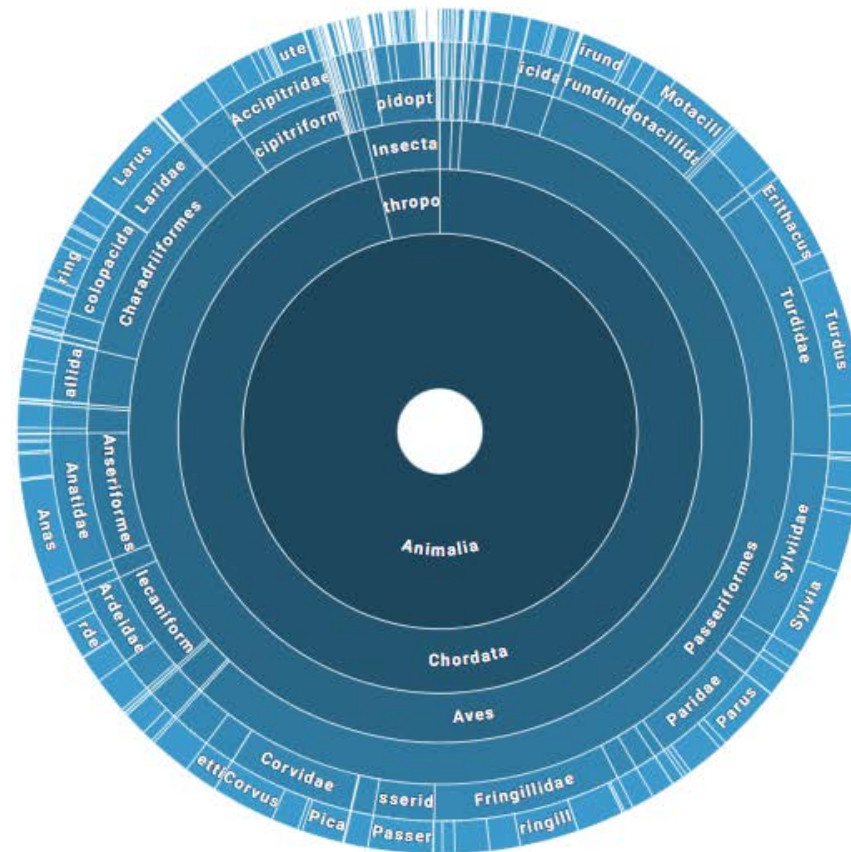 Animalia
Chordata
Aves
thropo
Insecta
pidopt
Passeriformes
icida
rundinid
otacillida
irund
Motacill
Erithacus
Turdidae
Turdus
Sylviidae
Sylvia
Paridae
Parus
Fringillidae
ringill
sserid
Passer
Corvidae
Pica
Corvus
etti
lecaniform
Ardeidae
rde
Anseriformes
Anatidae
Anas
allida
Charadriiformes
colopacida
ring
Laridae
Larus
cipitriform
Accipitridae
ute